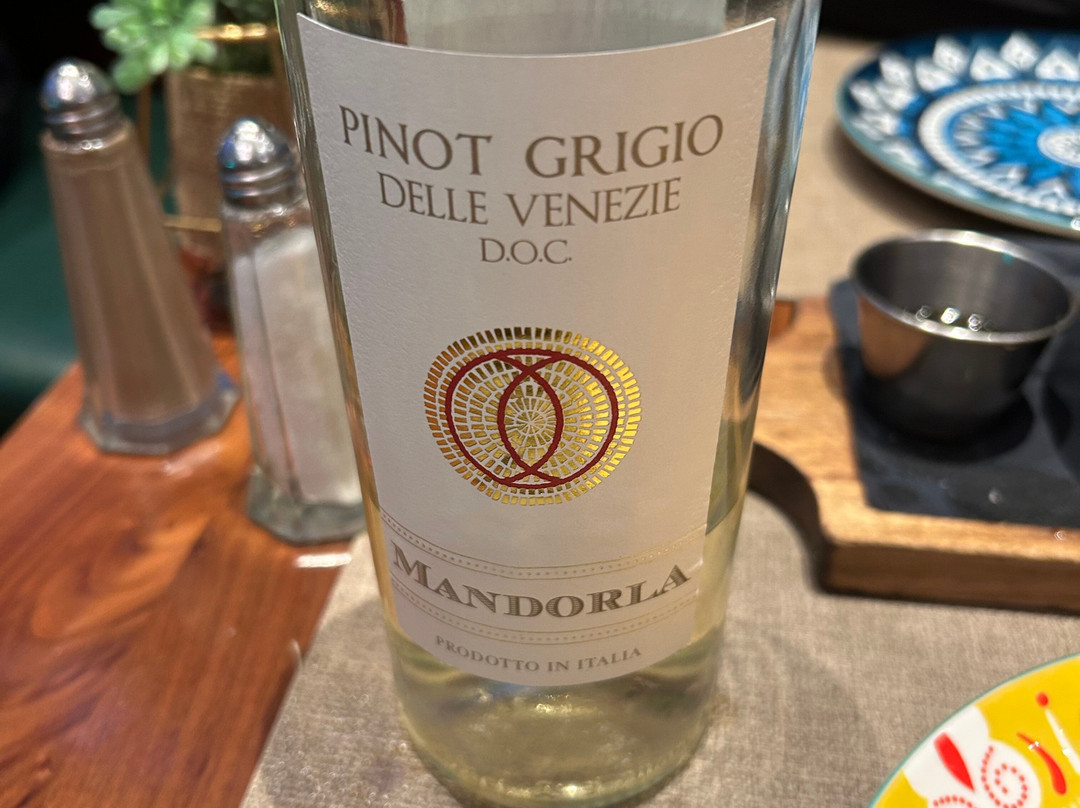 PINOT GRIGIO
DELLE VENEZIE
D.O.C.
MANDORLA
PRODOTTO IN ITALIA